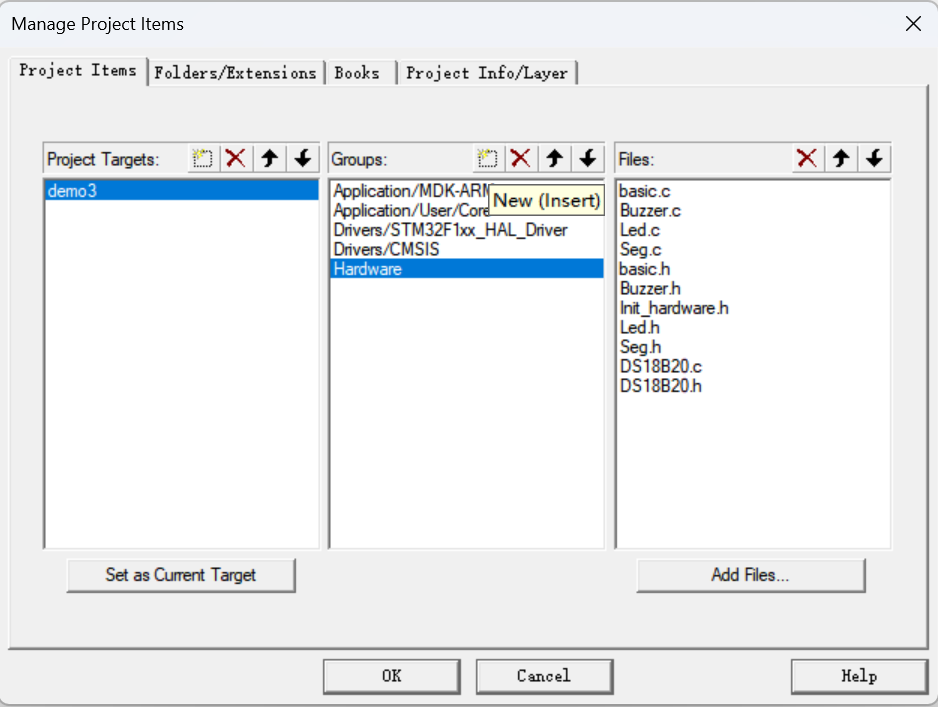 Manage Project Items
Project Items Folders/Extensions Books Project Info/Layer
Project Targets:
demo3
Set as Current Target
Groups:
Application/MDK-ARM
Application/User/Core
Drivers/STM32F1xx_HAL_Driver
Drivers/CMSIS
Hardware
New (Insert)
Files:
basic.c
Buzzer.c
Led.c
Seg.c
basic.h
Buzzer.h
Init_hardware.h
Led.h
Seg.h
DS18B20.c
DS18B20.h
Add Files...
OK Cancel Help